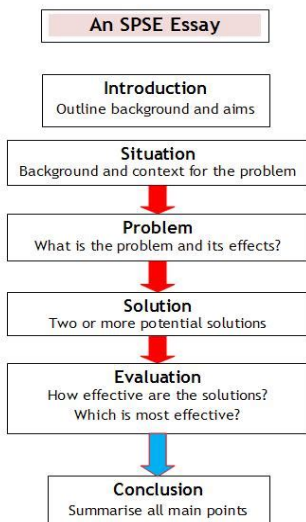 An SPSE Essay
Introduction
Outline background and aims
Situation
Background and context for the problem
Problem
What is the problem and its effects?
Solution
Two or more potential solutions
Evaluation
How effective are the solutions?
Which is most effective?
Conclusion
Summarise all main points